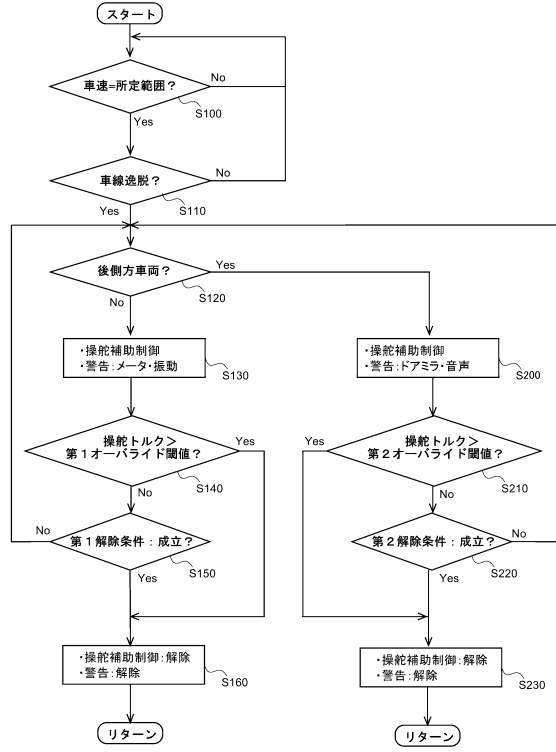 スタート
車速=所定範囲？
No
S100
Yes
車線逸脱？
No
S110
Yes
後側方車両？
Yes
S120
No
・操舵補助制御
・警告：メータ・振動
S130
・操舵補助制御
・警告：ドアミラ・音声
S200
操舵トルク＞
第１オーバライド閾値？
Yes
S140
No
操舵トルク＞
第２オーバライド閾値？
Yes
S210
No
第１解除条件：成立？
No
S150
Yes
第２解除条件：成立？
No
S220
Yes
・操舵補助制御：解除
・警告：解除
S160
・操舵補助制御：解除
・警告：解除
S230
リターン
リターン